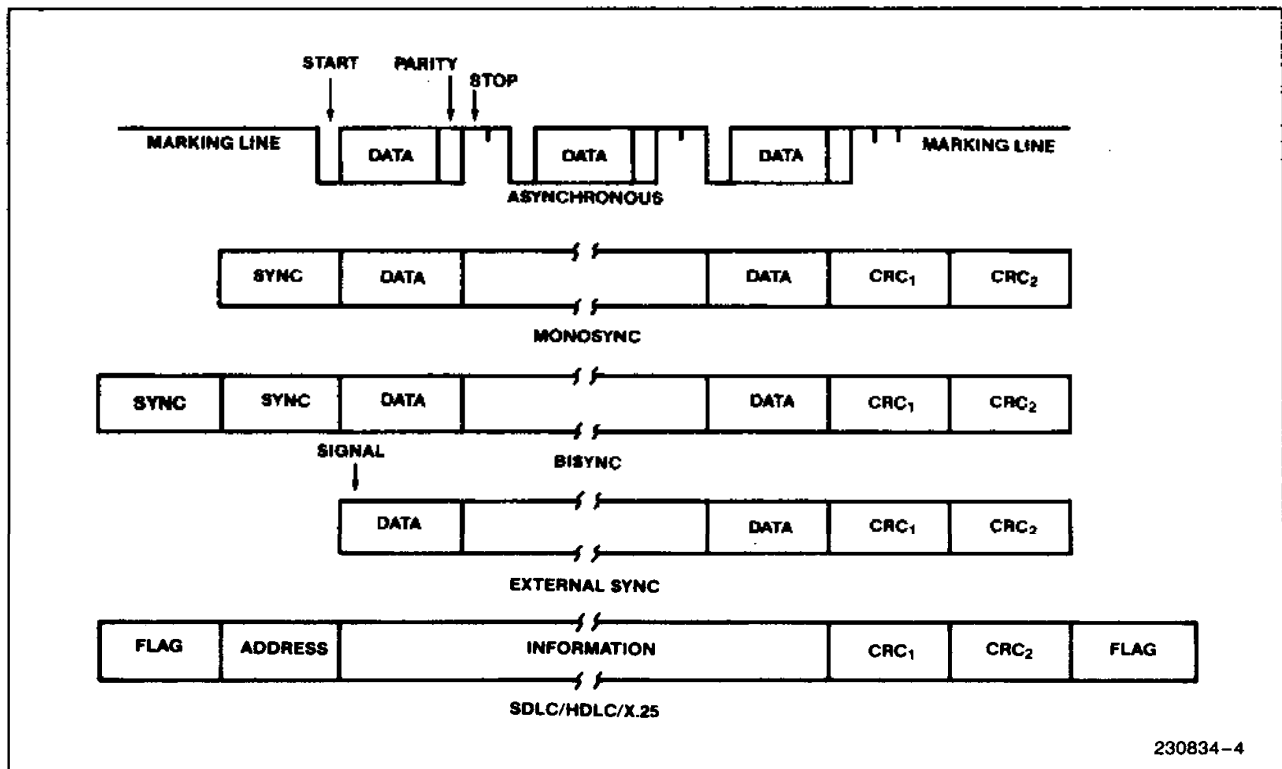 START PARITY
STOP
MARKING LINE DATA DATA DATA MARKING LINE
ASYNCHRONOUS
SYNC DATA DATA CRC₁ CRC₂
MONOSYNC
SYNC SYNC DATA DATA CRC₁ CRC₂
SIGNAL
BISYNC
DATA DATA CRC₁ CRC₂
EXTERNAL SYNC
FLAG ADDRESS INFORMATION CRC₁ CRC₂ FLAG
SDLC/HDLC/X.25
230834–4